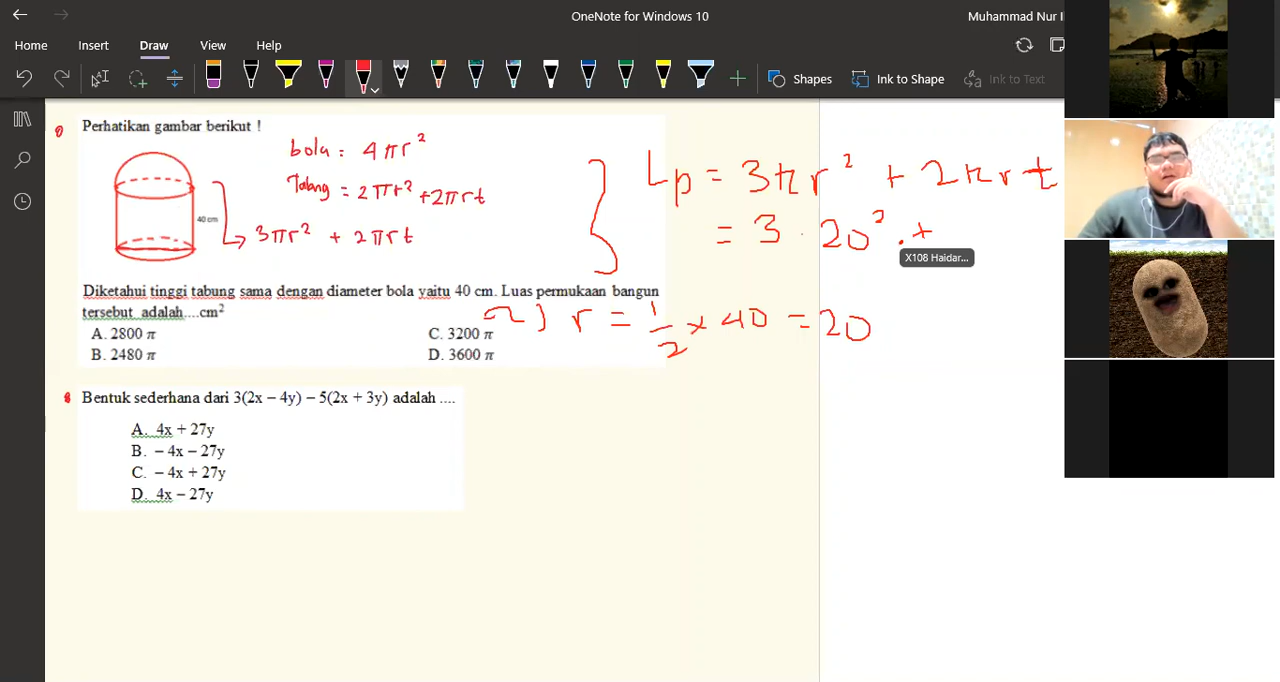 OneNote for Windows 10
Muhammad Nur I
Home Insert Draw View Help
Shapes Ink to Shape Ink to Text
Perhatikan gambar berikut !
bola : 4πr²
Tabung = 2πr² + 2πrt
3πr² + 2πrt
40 cm
Lp = 3πr² + 2πrt
= 3 · 20² · +
X108 Haidar...
Diketahui tinggi tabung sama dengan diameter bola yaitu 40 cm. Luas permukaan bangun
tersebut adalah....cm²
r = 1/2 × 40 = 20
A. 2800 π
C. 3200 π
B. 2480 π
D. 3600 π
8 Bentuk sederhana dari 3(2x – 4y) – 5(2x + 3y) adalah ....
A. 4x + 27y
B. – 4x – 27y
C. – 4x + 27y
D. 4x – 27y